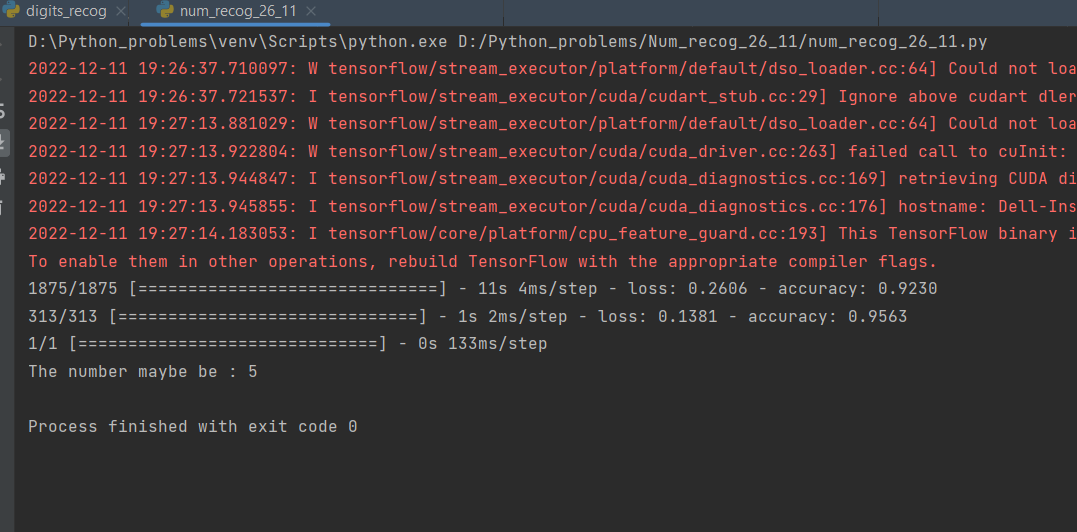 digits_recog × num_recog_26_11 ×
D:\Python_problems\venv\Scripts\python.exe D:/Python_problems/Num_recog_26_11/num_recog_26_11.py
2022-12-11 19:26:37.710097: W tensorflow/stream_executor/platform/default/dso_loader.cc:64] Could not loa
2022-12-11 19:26:37.721537: I tensorflow/stream_executor/cuda/cudart_stub.cc:29] Ignore above cudart dler
2022-12-11 19:27:13.881029: W tensorflow/stream_executor/platform/default/dso_loader.cc:64] Could not loa
2022-12-11 19:27:13.922804: W tensorflow/stream_executor/cuda/cuda_driver.cc:263] failed call to cuInit:
2022-12-11 19:27:13.944847: I tensorflow/stream_executor/cuda/cuda_diagnostics.cc:169] retrieving CUDA di
2022-12-11 19:27:13.945855: I tensorflow/stream_executor/cuda/cuda_diagnostics.cc:176] hostname: Dell-Ins
2022-12-11 19:27:14.183053: I tensorflow/core/platform/cpu_feature_guard.cc:193] This TensorFlow binary i
To enable them in other operations, rebuild TensorFlow with the appropriate compiler flags.
1875/1875 [==============================] - 11s 4ms/step - loss: 0.2606 - accuracy: 0.9230
313/313 [==============================] - 1s 2ms/step - loss: 0.1381 - accuracy: 0.9563
1/1 [==============================] - 0s 133ms/step
The number maybe be : 5
Process finished with exit code 0